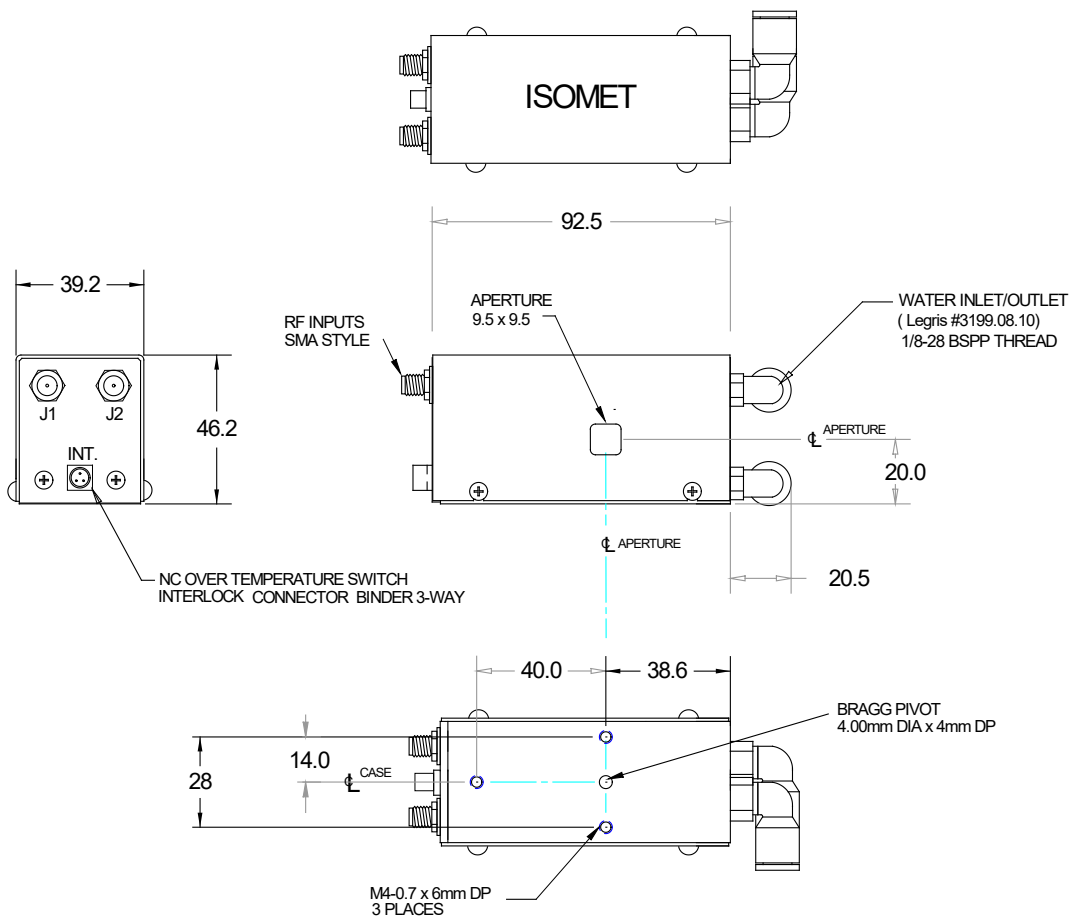 ISOMET
92.5
39.2
RF INPUTS
SMA STYLE
APERTURE
9.5 x 9.5
WATER INLET/OUTLET
( Legris #3199.08.10)
1/8-28 BSPP THREAD
J1 J2
INT.
46.2
℄ APERTURE
20.0
℄ APERTURE
20.5
NC OVER TEMPERATURE SWITCH
INTERLOCK CONNECTOR BINDER 3-WAY
40.0 38.6
BRAGG PIVOT
4.00mm DIA x 4mm DP
14.0
28
℄ CASE
M4-0.7 x 6mm DP
3 PLACES